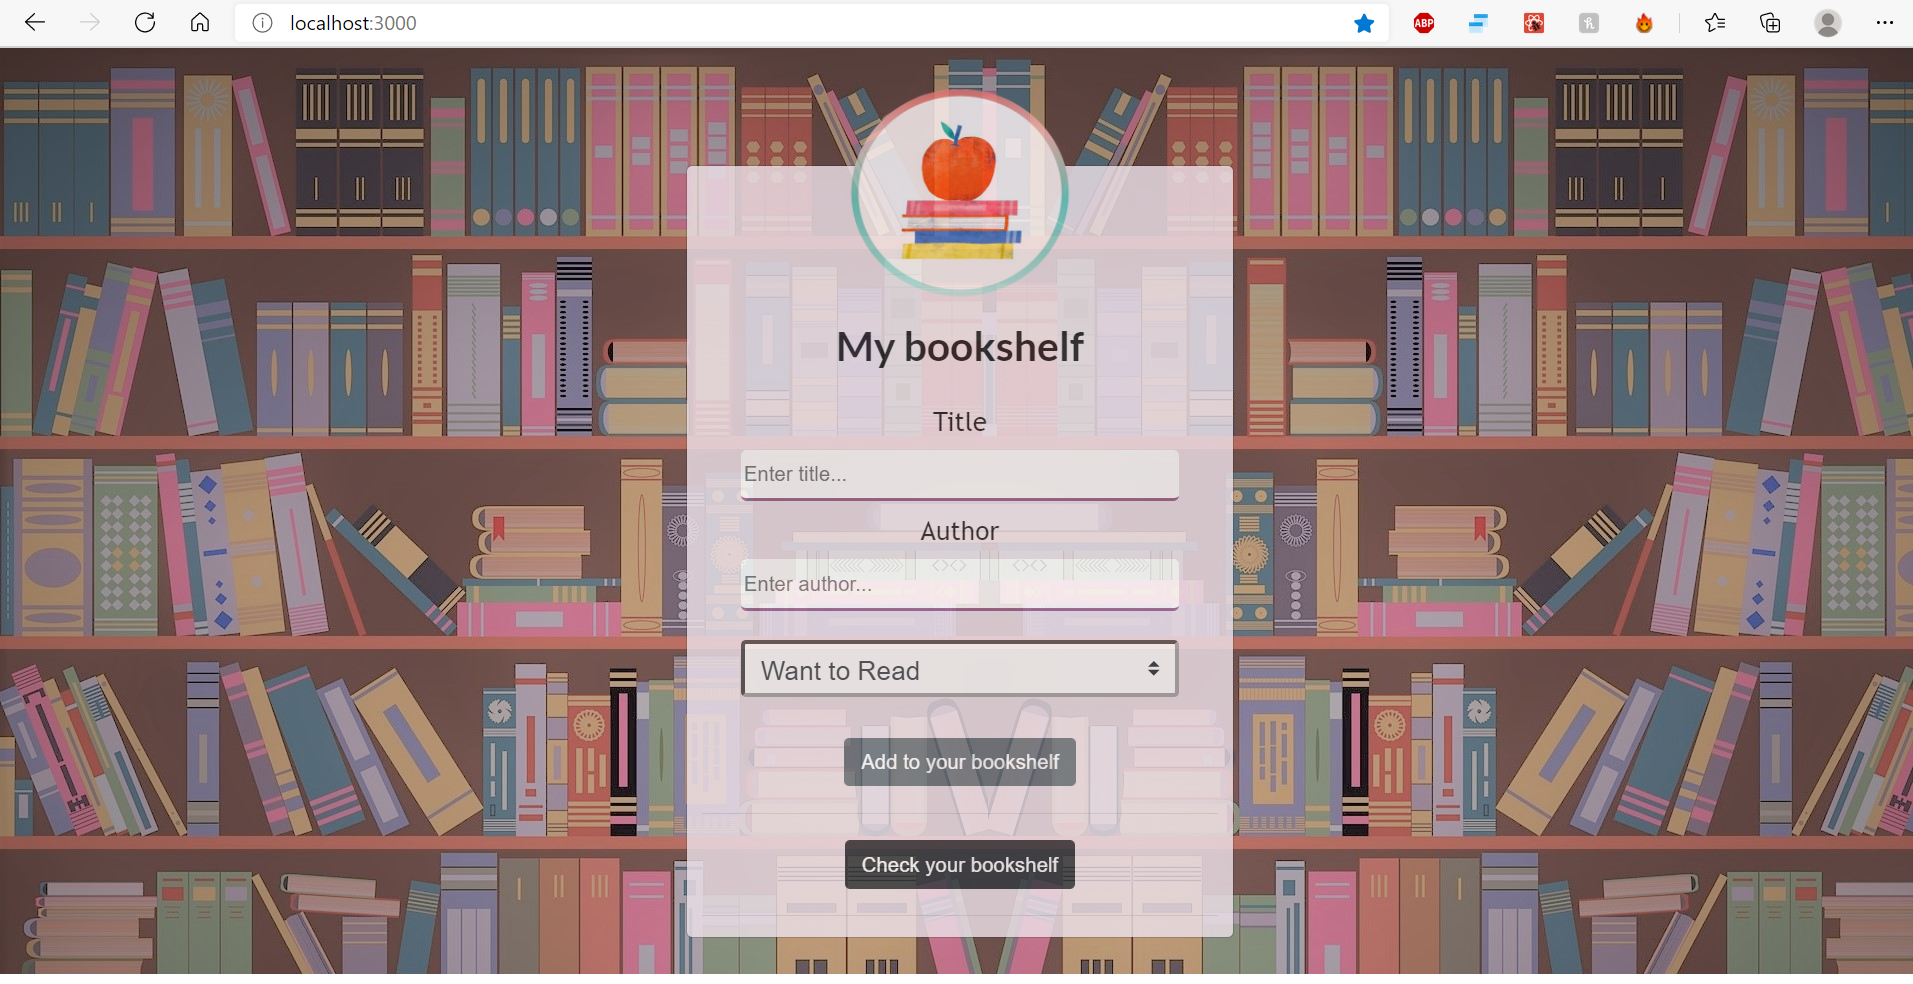 localhost:3000
ABP
My bookshelf
Title
Enter title...
Author
Enter author...
Want to Read
Add to your bookshelf
Check your bookshelf